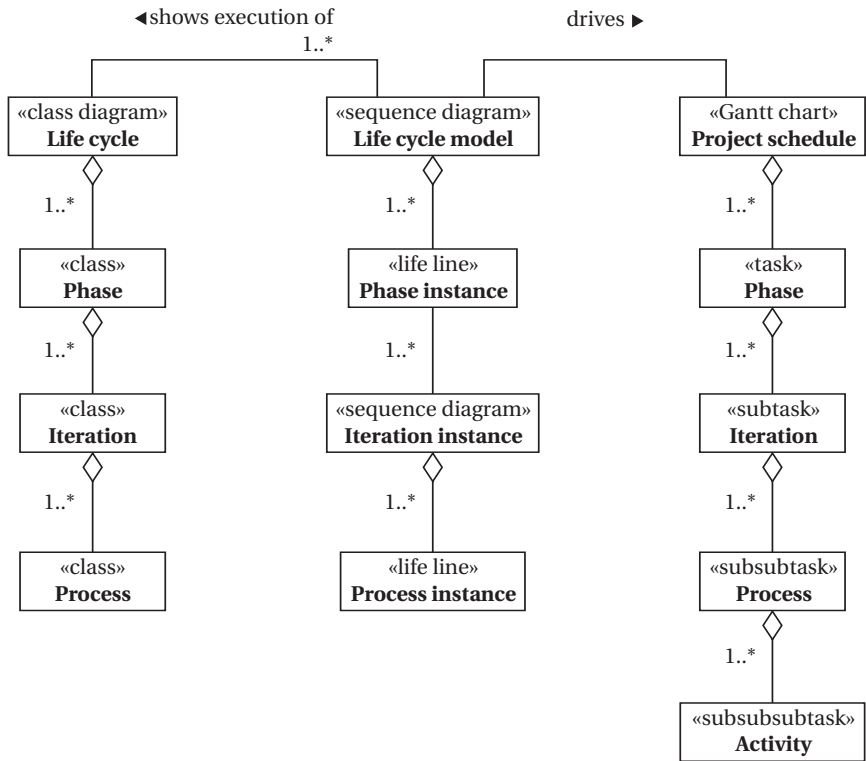 ◄shows execution of
drives ►
1..*
«class diagram»
Life cycle
«sequence diagram»
Life cycle model
«Gantt chart»
Project schedule
1..*
1..*
1..*
«class»
Phase
«life line»
Phase instance
«task»
Phase
1..*
1..*
1..*
«class»
Iteration
«sequence diagram»
Iteration instance
«subtask»
Iteration
1..*
1..*
1..*
«class»
Process
«life line»
Process instance
«subsubtask»
Process
1..*
«subsubsubtask»
Activity